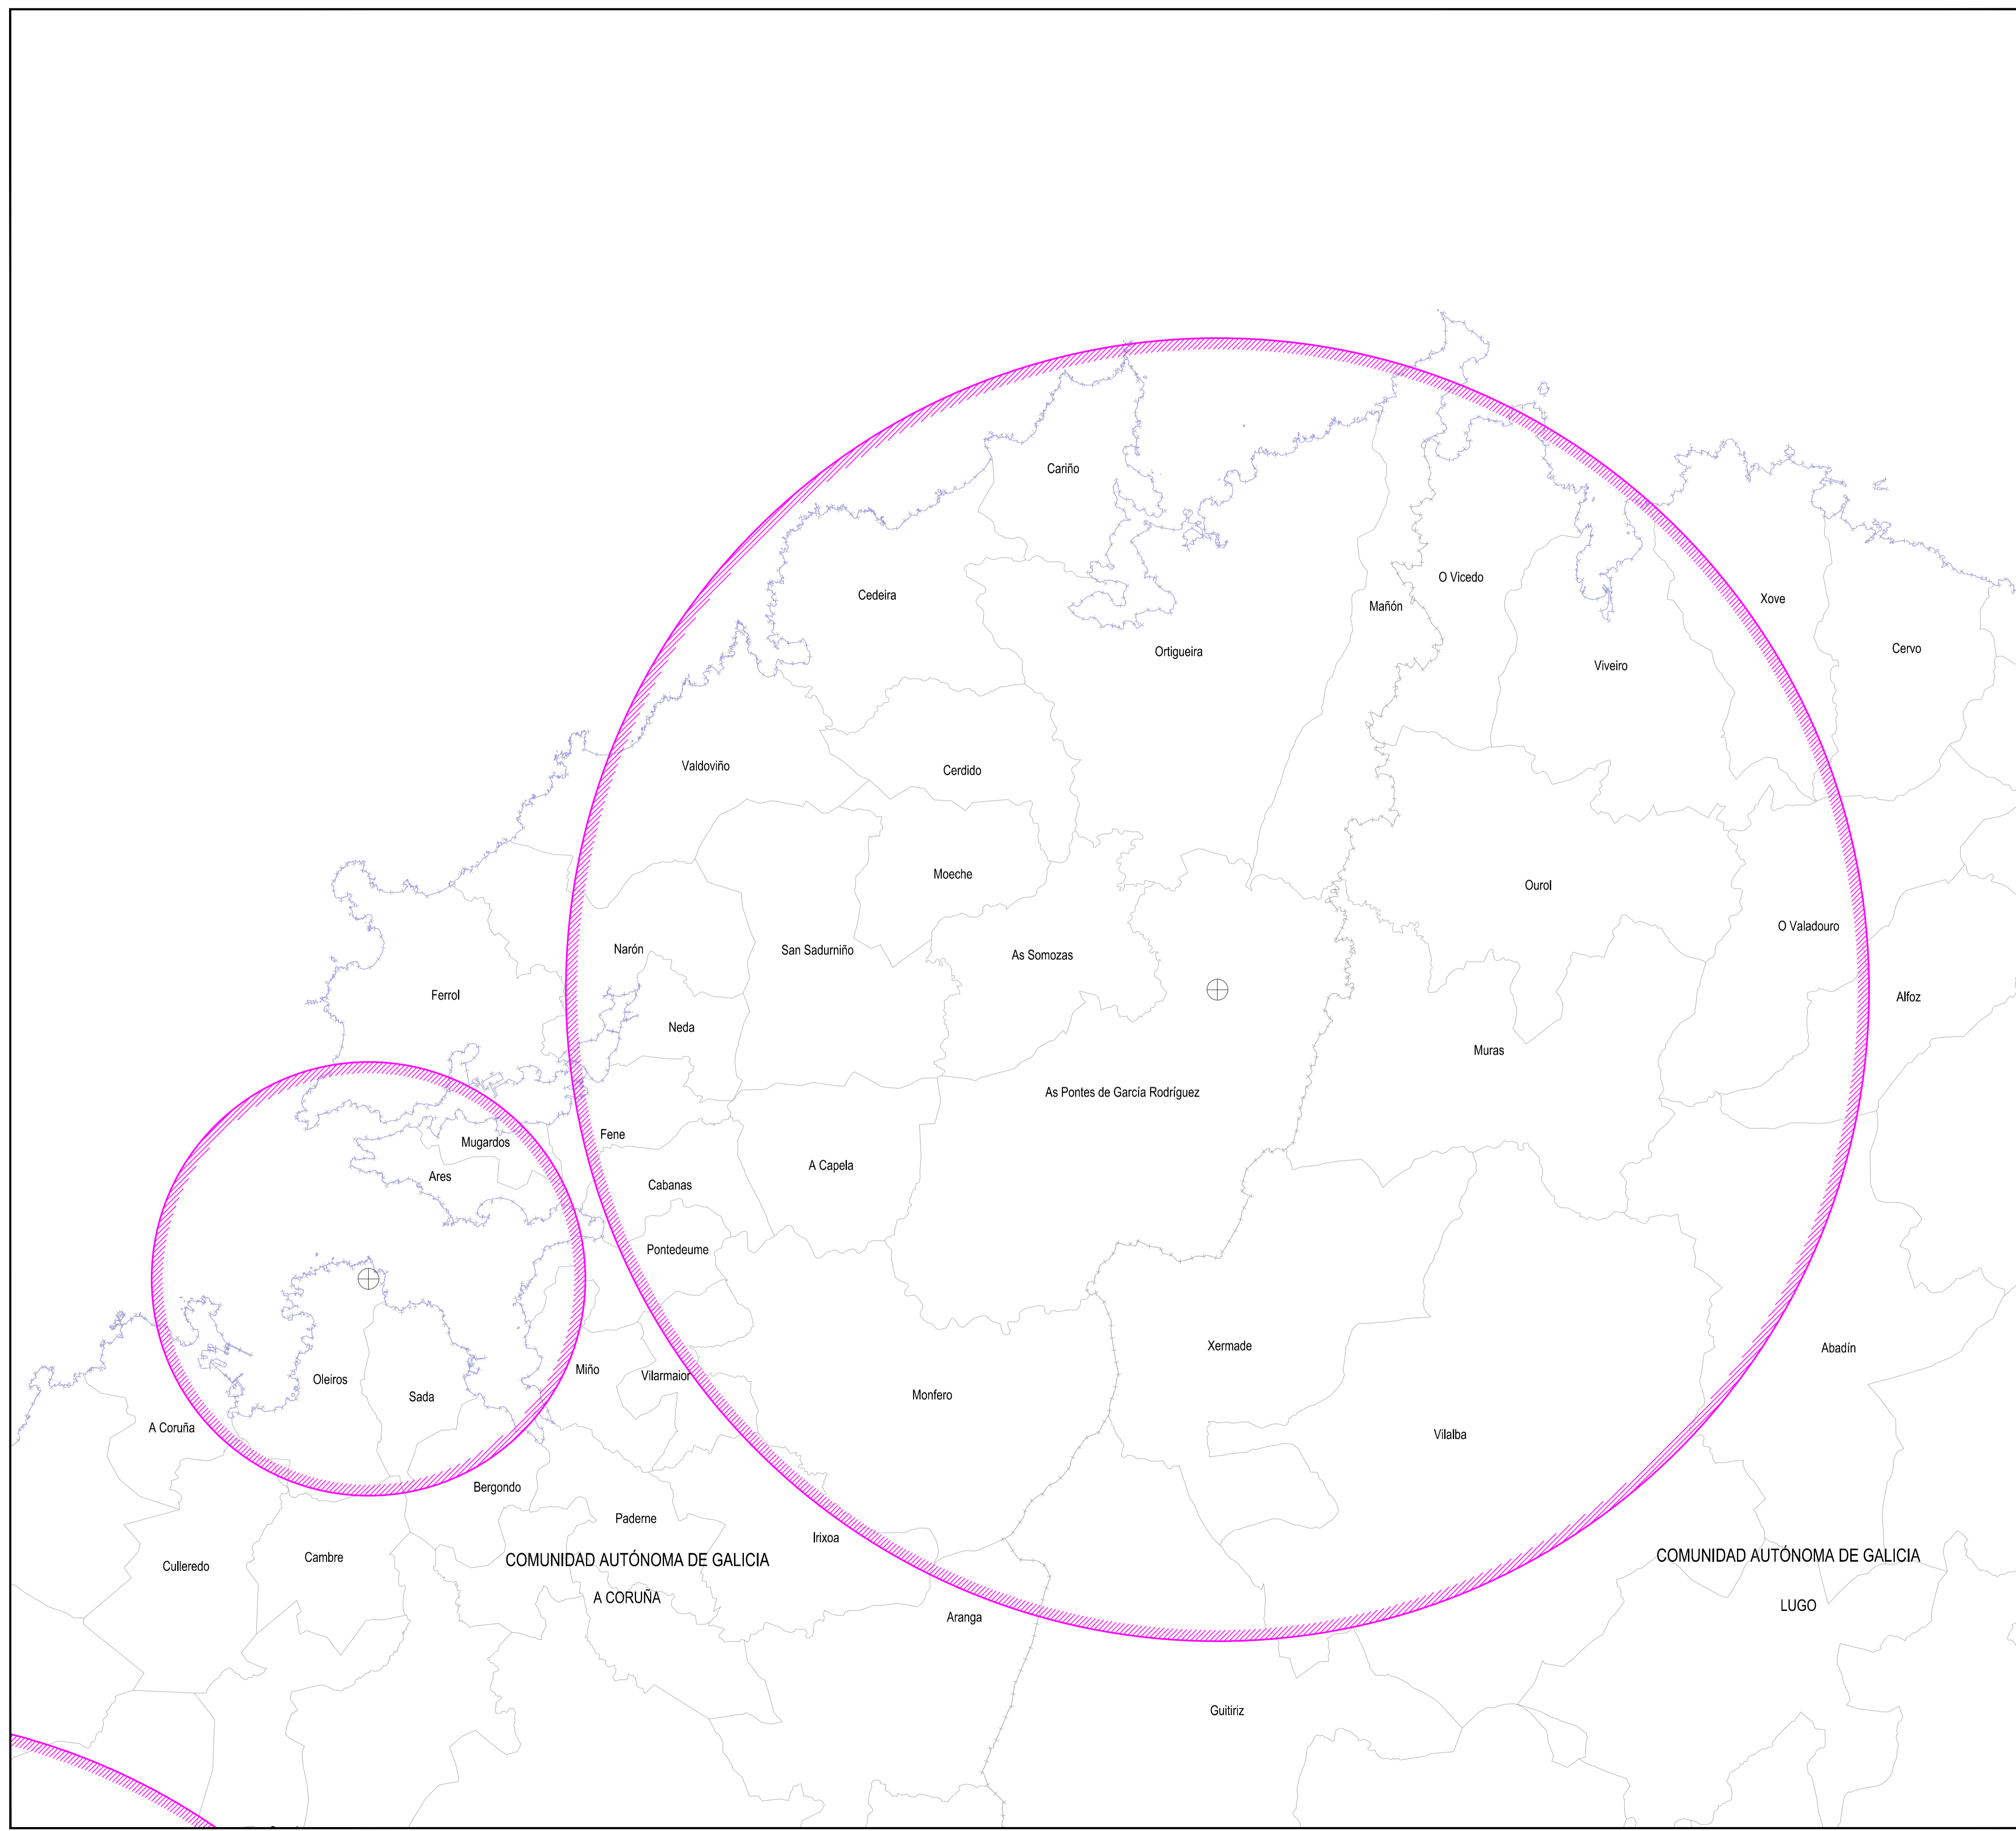 Cariño
O Vicedo
Cedeira
Xove
Mañón
Cervo
Ortigueira
Viveiro
Valdoviño
Cerdido
Moeche
Ourol
O Valadouro
Narón
San Sadurniño
As Somozas
Ferrol
Alfoz
Neda
Muras
As Pontes de García Rodríguez
Fene
Mugardos
A Capela
Ares
Cabanas
Pontedeume
Xermade
Abadín
Miño
Vilarmaior
Oleiros
Sada
Monfero
A Coruña
Vilalba
Bergondo
Paderne
Irixoa
Cambre
COMUNIDAD AUTÓNOMA DE GALICIA
COMUNIDAD AUTÓNOMA DE GALICIA
Culleredo
A CORUÑA
LUGO
Aranga
Guitiriz